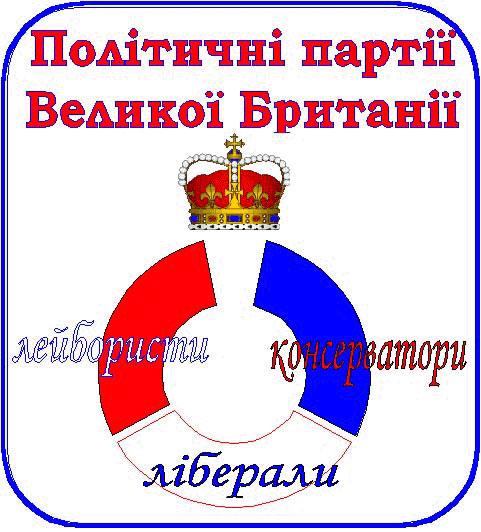 Політичні партії
Великої Британії
лейбористи
консерватори
ліберали